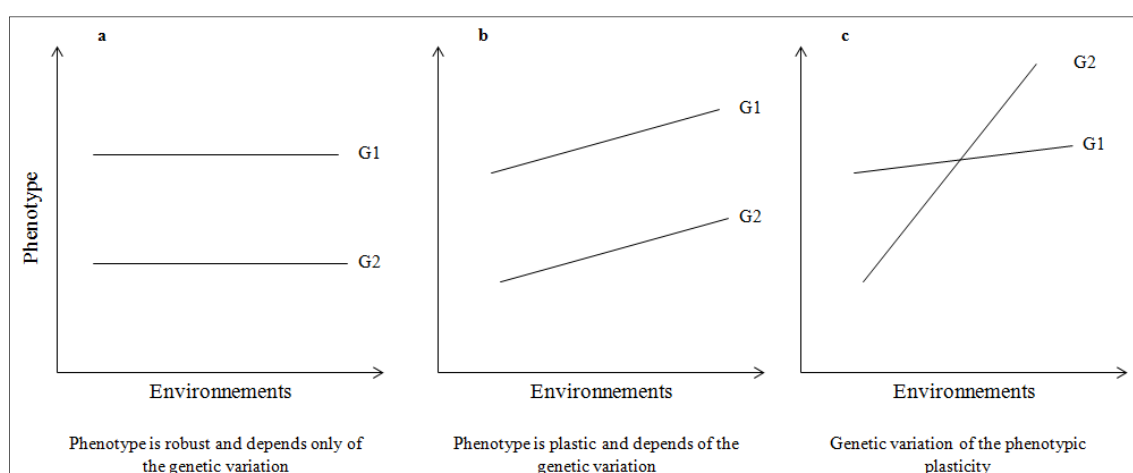 a
b
c
Phenotype
G1
G2
G1
G2
G2
G1
Environnements
Environnements
Environnements
Phenotype is robust and depends only of
the genetic variation
Phenotype is plastic and depends of the
genetic variation
Genetic variation of the phenotypic
plasticity